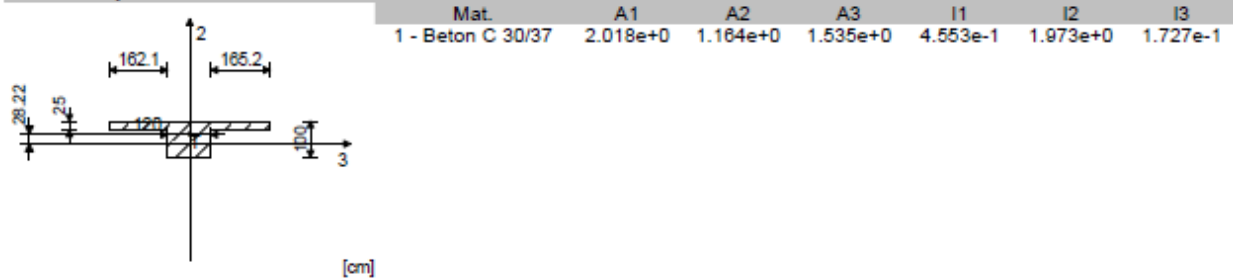 Mat. A1 A2 A3 I1 I2 I3
1 - Beton C 30/37 2.018e+0 1.164e+0 1.535e+0 4.553e-1 1.973e+0 1.727e-1
2
162.1 165.2
28.22 25 120 100
T
3
[cm]